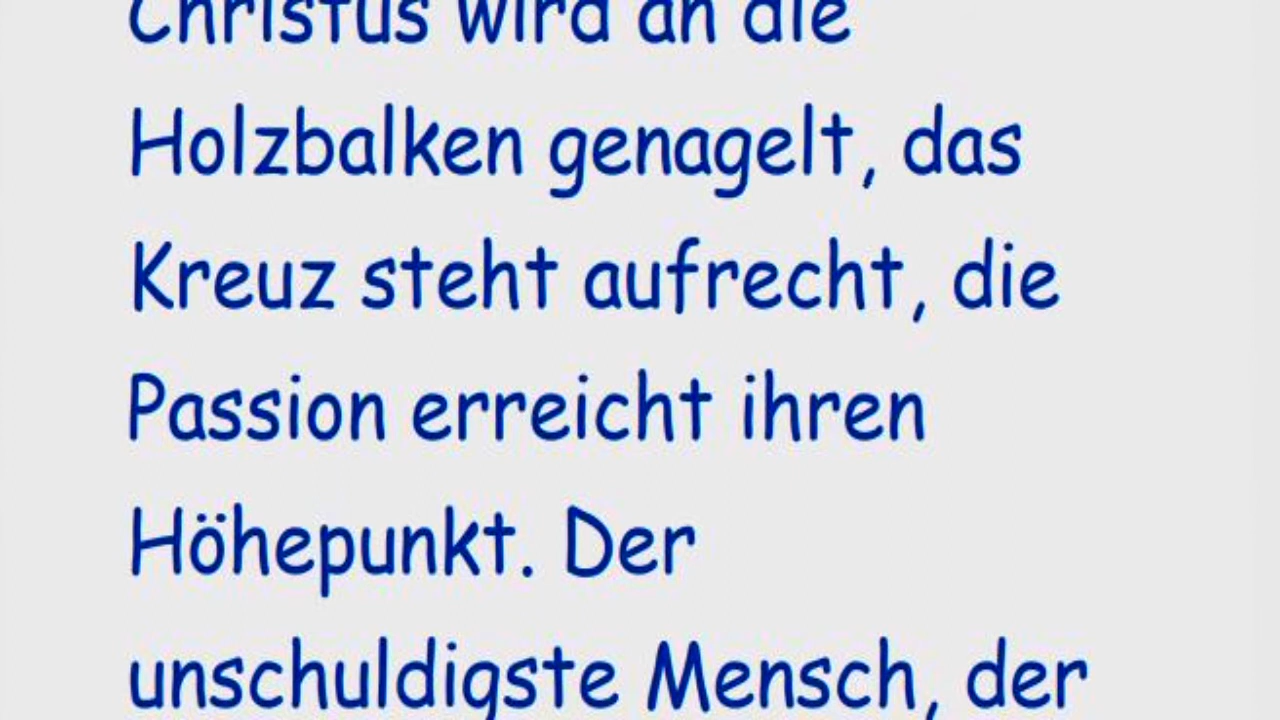 Christus wird an die
Holzbalken genagelt, das
Kreuz steht aufrecht, die
Passion erreicht ihren
Höhepunkt. Der
unschuldigste Mensch, der